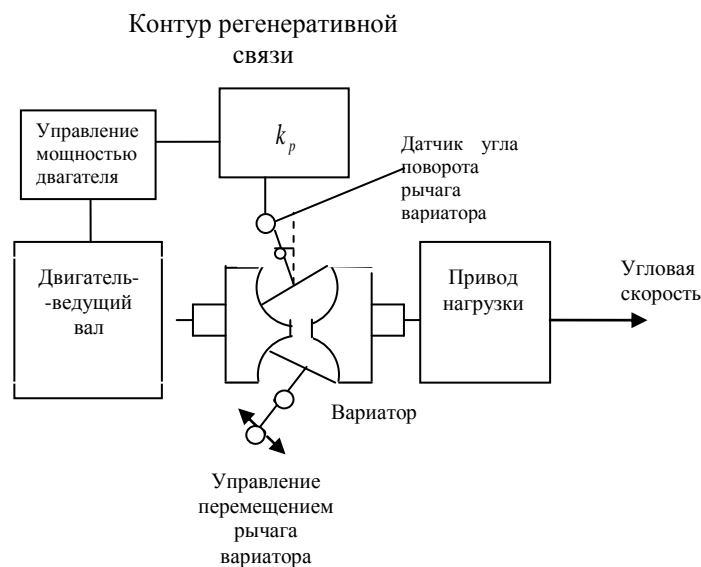 Контур регенеративной
связи
Управление
мощностью
двагателя
k_p
Датчик угла
поворота
рычага
вариатора
Двигатель-
-ведущий
вал
Привод
нагрузки
Угловая
скорость
Вариатор
Управление
перемещением
рычага
вариатора